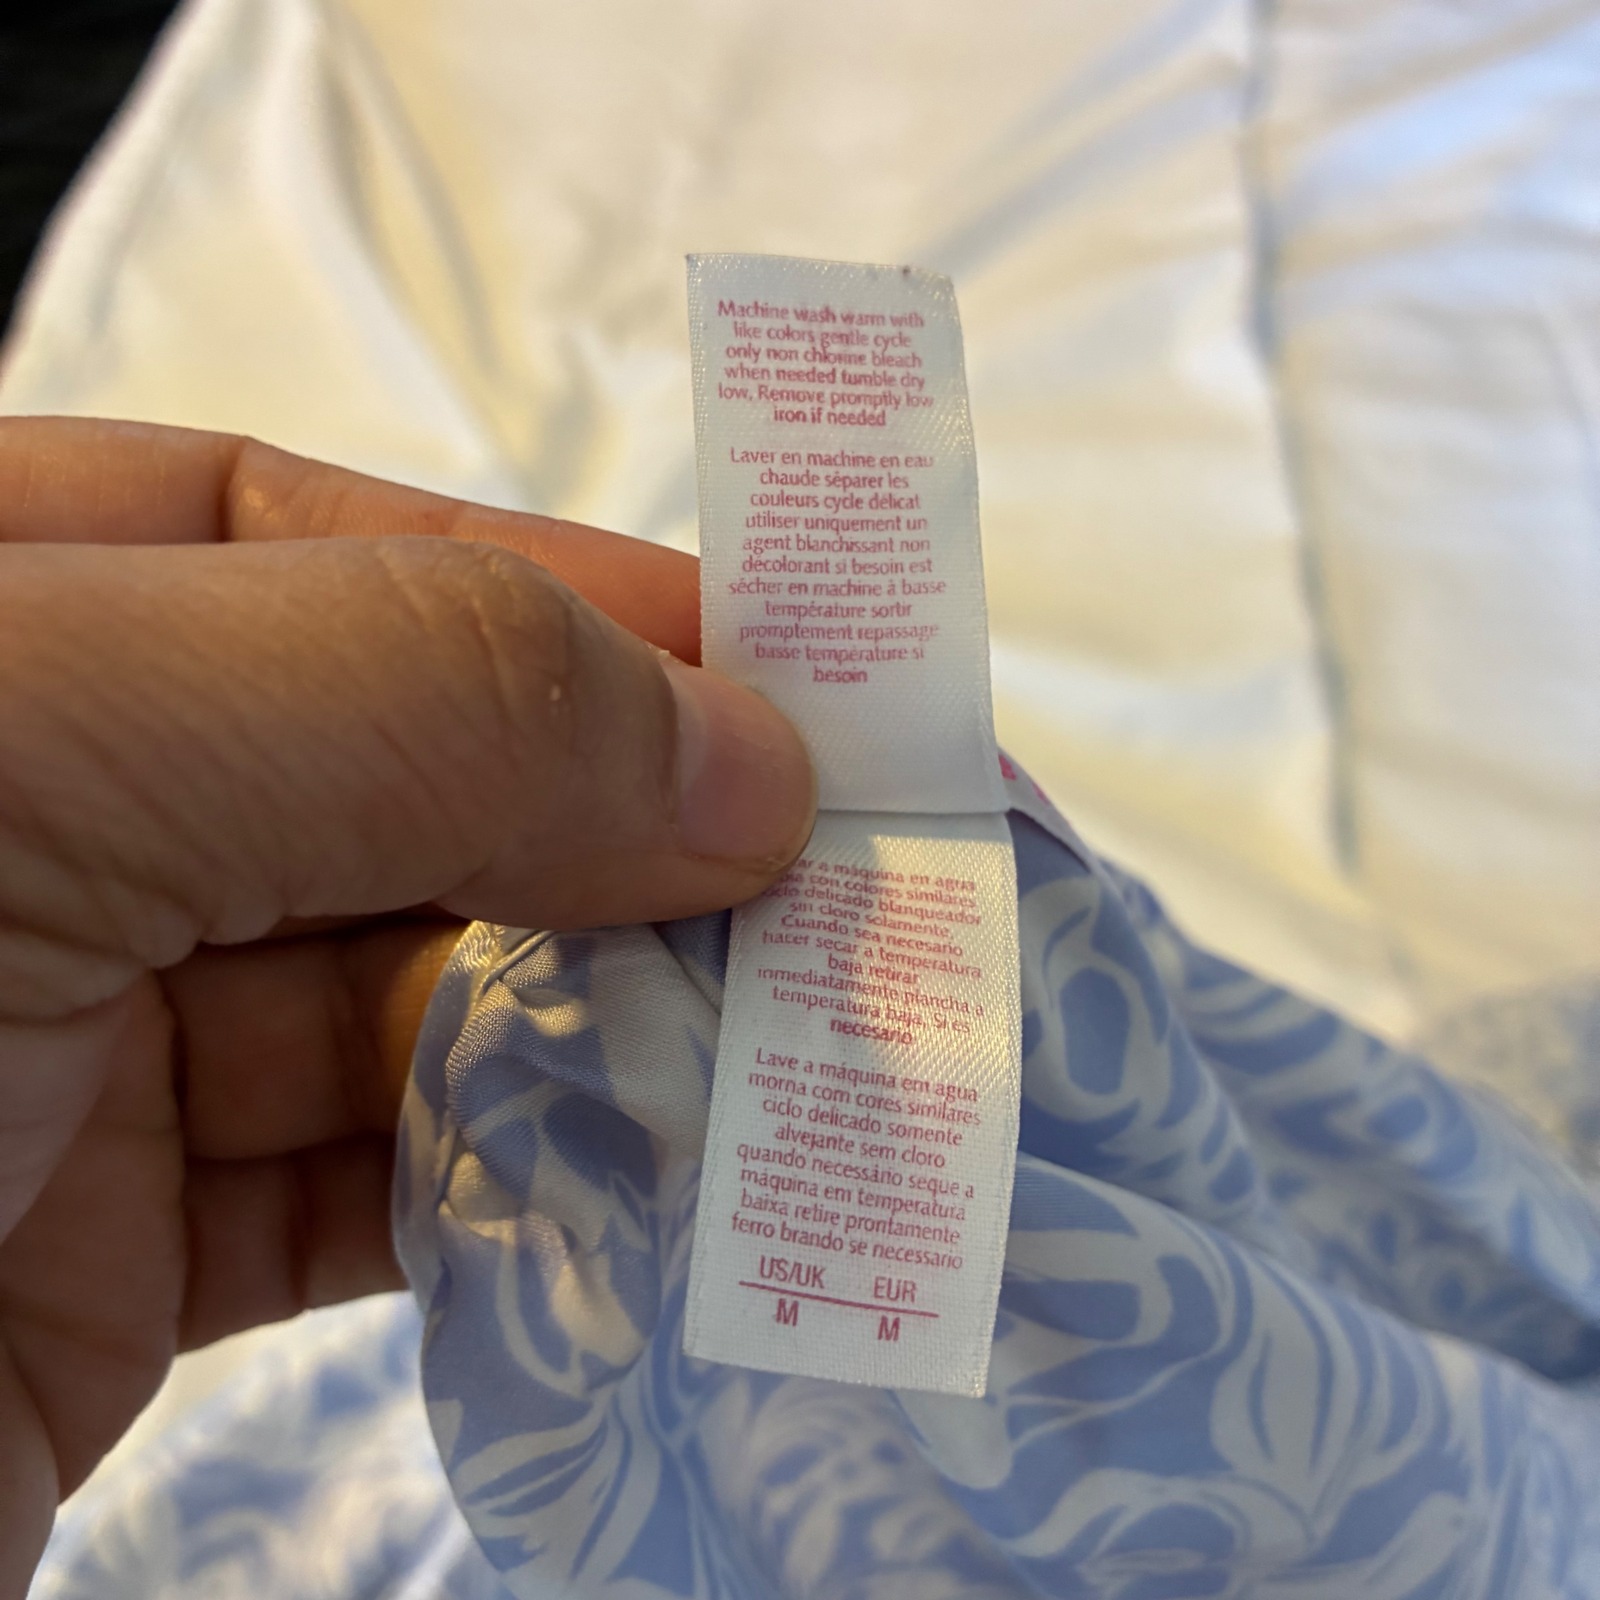 Machine wash warm with
like colors gentle cycle
only non chlorine bleach
when needed tumble dry
low. Remove promptly low
iron if needed
Laver en machine en eau
chaude séparer les
couleurs cycle délicat
utiliser uniquement un
agent blanchissant non
décolorant si besoin est
sécher en machine à basse
température sortir
promptement repassage
basse température si
besoin
a máquina en agua
con colores similares
delicado blanqueador
sin cloro solamente,
Cuando sea necesario
hacer secar a temperatura
baja retirar
inmediatamente plancha a
temperatura baja, si es
necesario
Lave a máquina em agua
morna com cores similares
ciclo delicado somente
alvejante sem cloro
quando necessário seque a
máquina em temperatura
baixa retire prontamente
ferro brando se necessario
US/UK EUR
M M